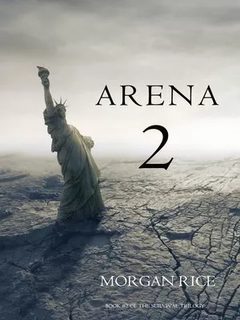 ARENA
2
MORGAN RICE
BOOK #2 OF THE SURVIVAL TRILOGY